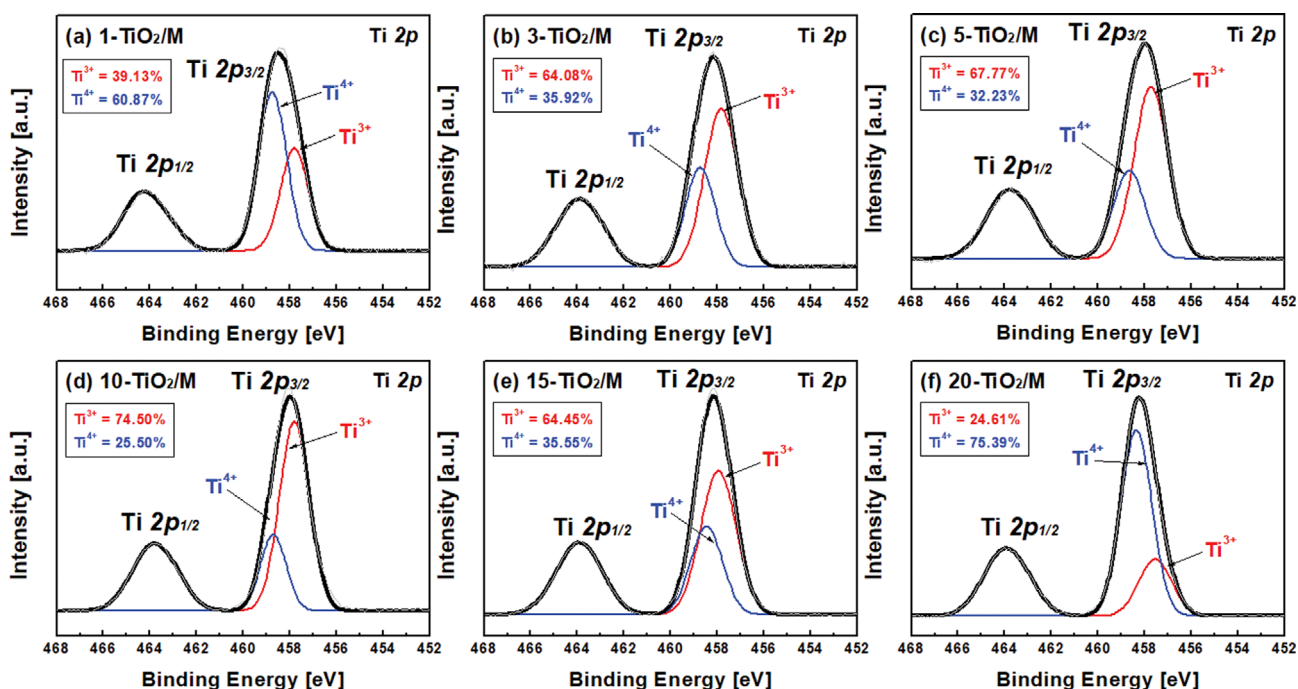 (a) 1-TiO₂/M
Ti 2p
Ti³⁺ = 39.13%
Ti⁴⁺ = 60.87%
Ti 2p3/2
Ti⁴⁺
Ti³⁺
Ti 2p1/2
Intensity [a.u.]
468 466 464 462 460 458 456 454 452
Binding Energy [eV]
(b) 3-TiO₂/M
Ti 2p3/2
Ti 2p
Ti³⁺ = 64.08%
Ti⁴⁺ = 35.92%
Ti³⁺
Ti⁴⁺
Ti 2p1/2
Intensity [a.u.]
468 466 464 462 460 458 456 454 452
Binding Energy [eV]
(c) 5-TiO₂/M
Ti 2p3/2
Ti 2p
Ti³⁺ = 67.77%
Ti⁴⁺ = 32.23%
Ti³⁺
Ti⁴⁺
Ti 2p1/2
Intensity [a.u.]
468 466 464 462 460 458 456 454 452
Binding Energy [eV]
(d) 10-TiO₂/M
Ti 2p3/2
Ti 2p
Ti³⁺ = 74.50%
Ti⁴⁺ = 25.50%
Ti³⁺
Ti⁴⁺
Ti 2p1/2
Intensity [a.u.]
468 466 464 462 460 458 456 454 452
Binding Energy [eV]
(e) 15-TiO₂/M
Ti 2p3/2
Ti 2p
Ti³⁺ = 64.45%
Ti⁴⁺ = 35.55%
Ti³⁺
Ti⁴⁺
Ti 2p1/2
Intensity [a.u.]
468 466 464 462 460 458 456 454 452
Binding Energy [eV]
(f) 20-TiO₂/M
Ti 2p3/2
Ti 2p
Ti³⁺ = 24.61%
Ti⁴⁺ = 75.39%
Ti⁴⁺
Ti 2p1/2
Ti³⁺
Intensity [a.u.]
468 466 464 462 460 458 456 454 452
Binding Energy [eV]